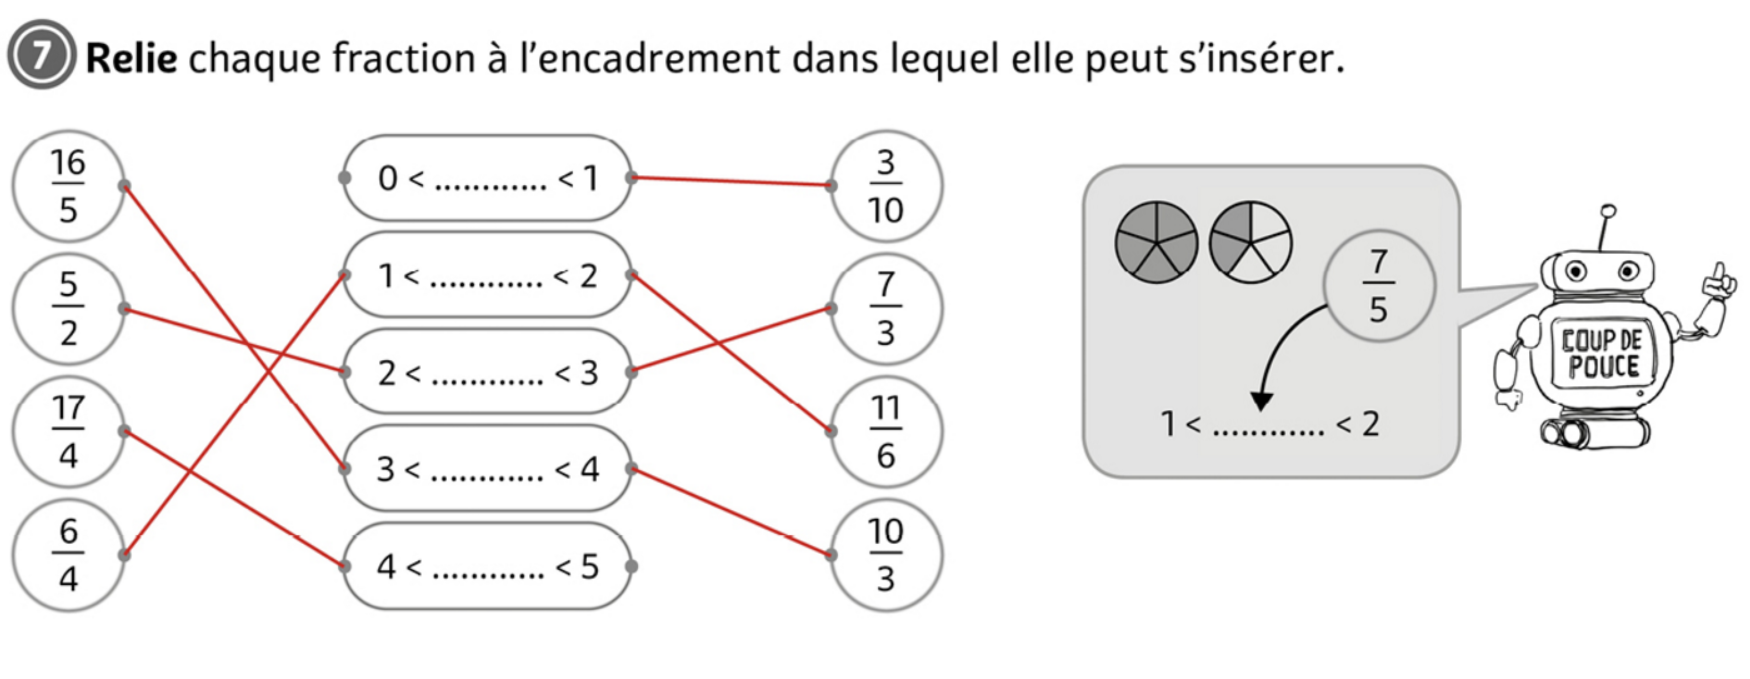 7 Relie chaque fraction à l'encadrement dans lequel elle peut s'insérer.
16/5
5/2
17/4
6/4
0 < ............ < 1
1 < ............ < 2
2 < ............ < 3
3 < ............ < 4
4 < ............ < 5
3/10
7/3
11/6
10/3
7/5
1 < ............ < 2
COUP DE
POUCE